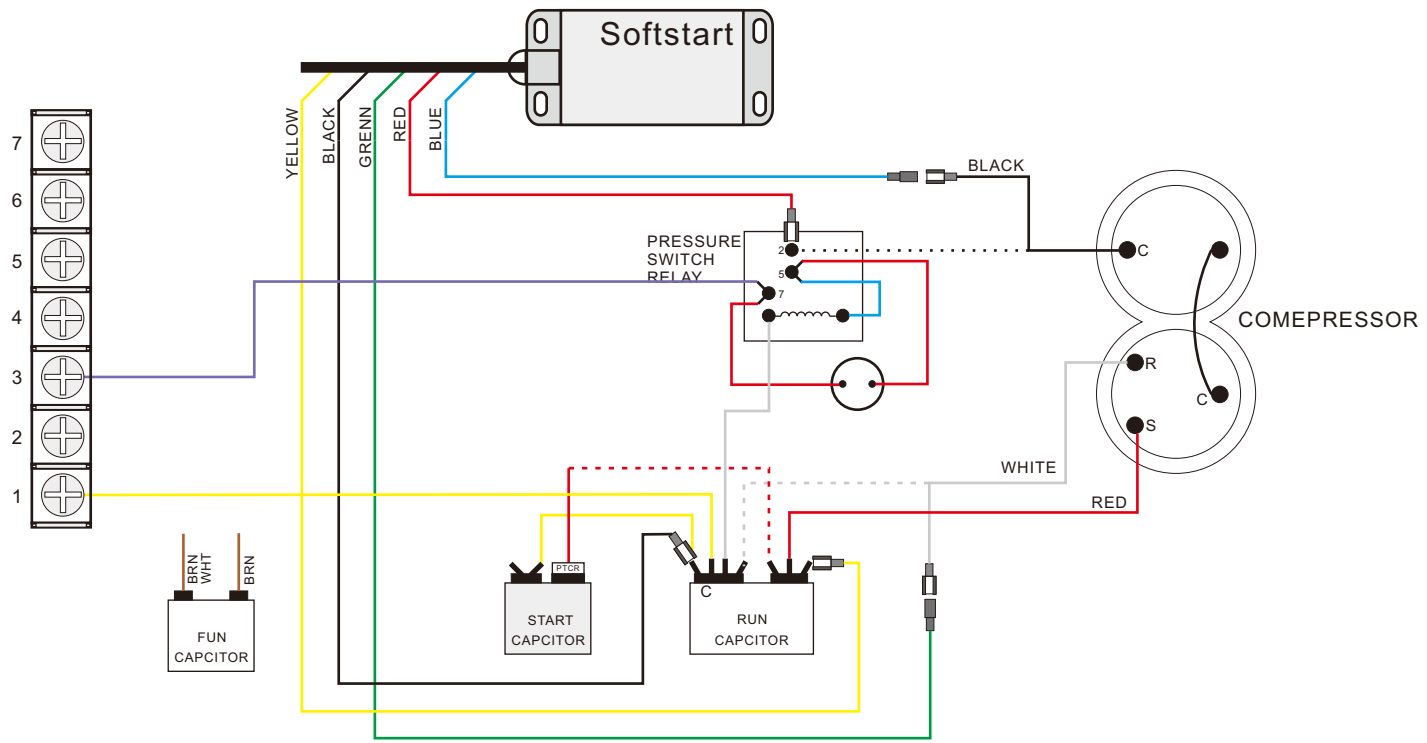 Softstart
YELLOW
BLACK
GRENN
RED
BLUE
7
6
5
4
3
2
1
BLACK
PRESSURE
SWITCH
RELAY
2
5
7
C
R
S
C
COMEPRESSOR
WHITE
RED
BRN
WHT
BRN
FUN
CAPCITOR
PTCR
START
CAPCITOR
C
RUN
CAPCITOR